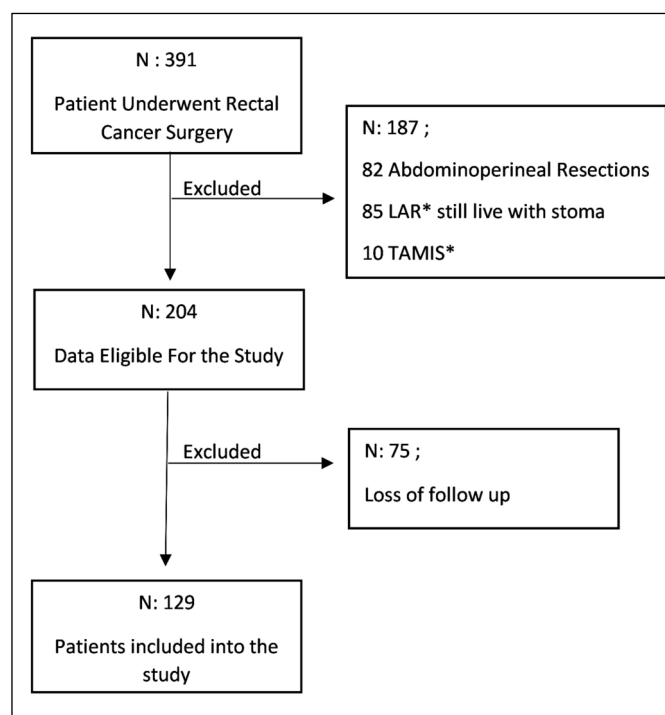 N : 391
Patient Underwent Rectal
Cancer Surgery
Excluded
N: 187 ;
82 Abdominoperineal Resections
85 LAR* still live with stoma
10 TAMIS*
N: 204
Data Eligible For the Study
Excluded
N: 75 ;
Loss of follow up
N: 129
Patients included into the
study